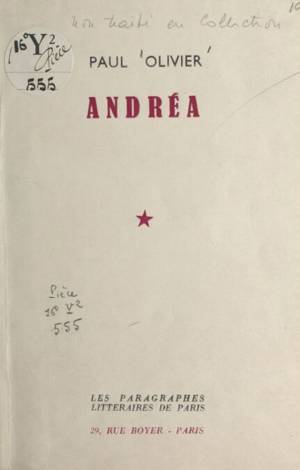 non traité en collection
16° Y²
Pièce
555
PAUL 'OLIVIER'
ANDRÉA
Pièce
16° Y²
555
LES PARAGRAPHES
LITTERAIRES DE PARIS
29, RUE BOYER - PARIS